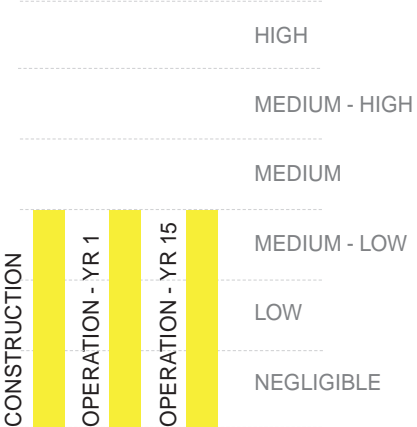 HIGH
MEDIUM - HIGH
MEDIUM
MEDIUM - LOW
LOW
NEGLIGIBLE
CONSTRUCTION
OPERATION - YR 1
OPERATION - YR 15